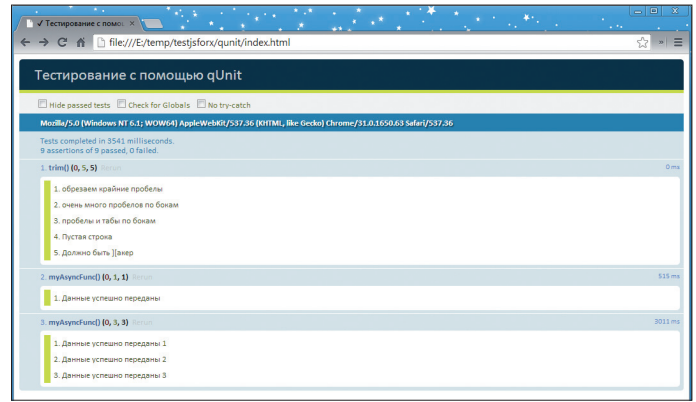 ✓ Тестирование с помощ ×
file:///E:/temp/testjsforx/qunit/index.html
Тестирование с помощью qUnit
Hide passed tests Check for Globals No try-catch
Mozilla/5.0 (Windows NT 6.1; WOW64) AppleWebKit/537.36 (KHTML, like Gecko) Chrome/31.0.1650.63 Safari/537.36
Tests completed in 3541 milliseconds.
9 assertions of 9 passed, 0 failed.
1. trim() (0, 5, 5) Rerun 0 ms
1. обрезаем крайние пробелы
2. очень много пробелов по бокам
3. пробелы и табы по бокам
4. Пустая строка
5. Должно быть ][акер
2. myAsyncFunc() (0, 1, 1) Rerun 515 ms
1. Данные успешно переданы
3. myAsyncFunc() (0, 3, 3) Rerun 3011 ms
1. Данные успешно переданы 1
2. Данные успешно переданы 2
3. Данные успешно переданы 3